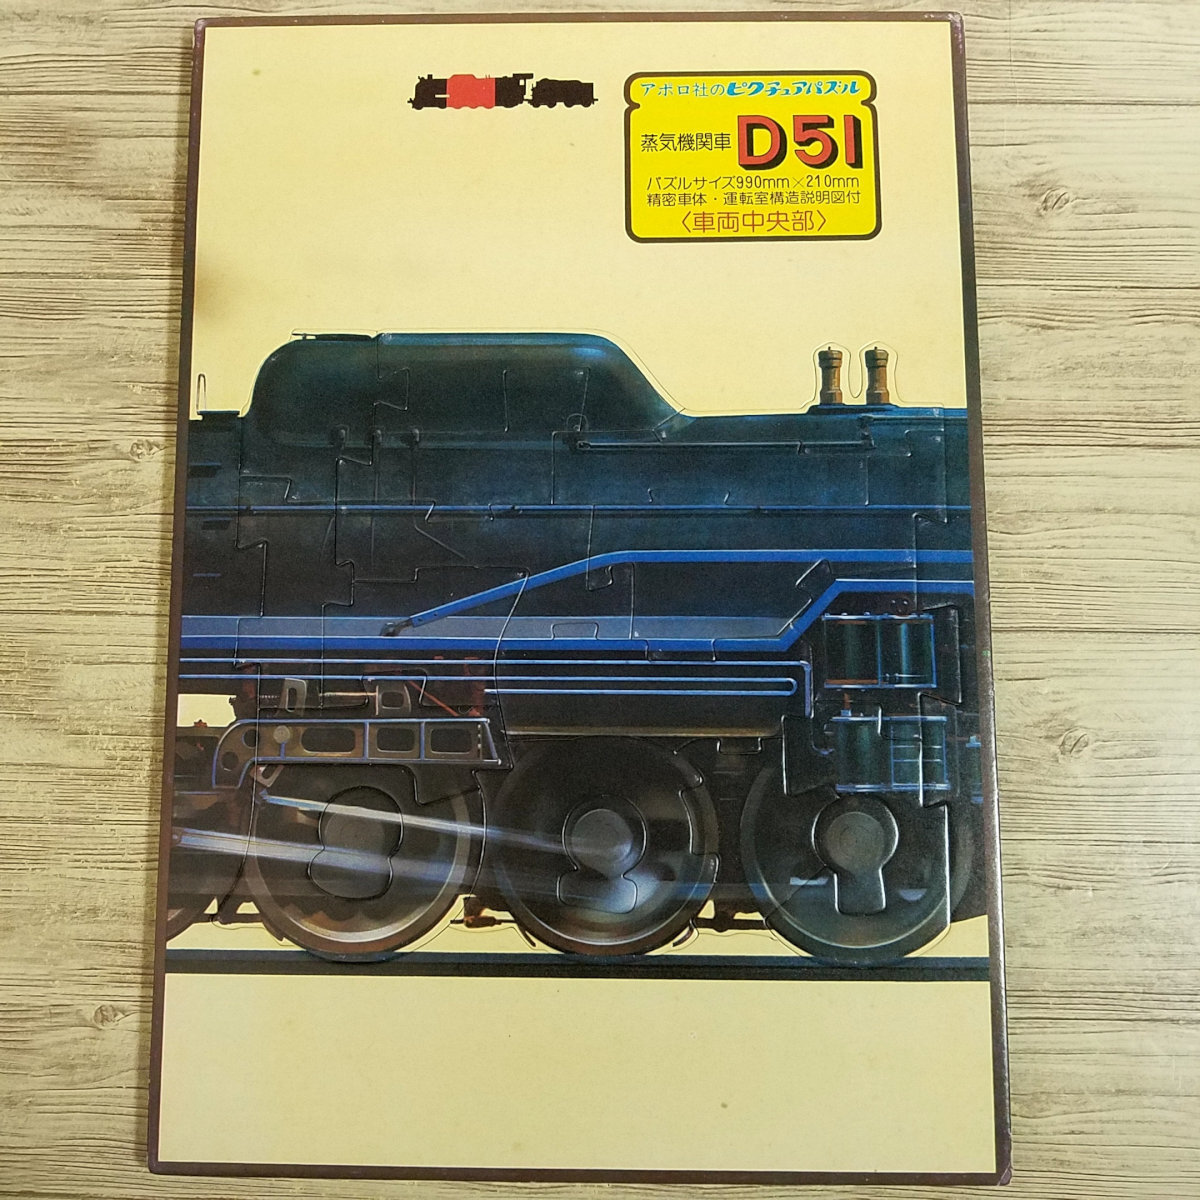 アポロ社のピクチュアパズル
蒸気機関車 D51
パズルサイズ990mm×210mm
精密車体・運転室構造説明図付
〈車両中央部〉